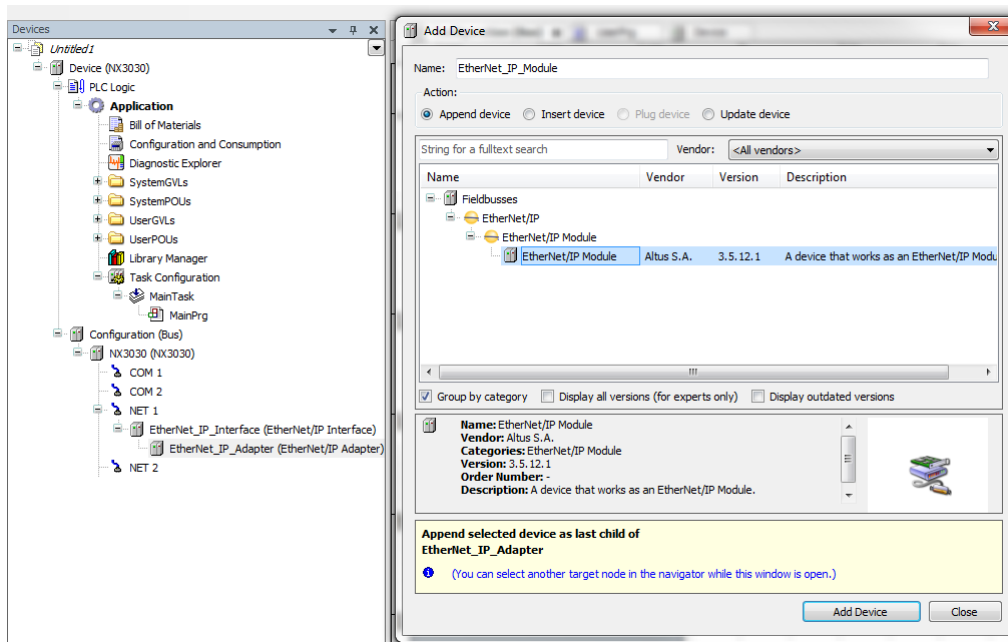 Devices
Untitled1
Device (NX3030)
PLC Logic
Application
Bill of Materials
Configuration and Consumption
Diagnostic Explorer
SystemGVLs
SystemPOUs
UserGVLs
UserPOUs
Library Manager
Task Configuration
MainTask
MainPrg
Configuration (Bus)
NX3030 (NX3030)
COM 1
COM 2
NET 1
EtherNet_IP_Interface (EtherNet/IP Interface)
EtherNet_IP_Adapter (EtherNet/IP Adapter)
NET 2
Add Device
Name: EtherNet_IP_Module
Action:
Append device Insert device Plug device Update device
String for a fulltext search Vendor: <All vendors>
Name Vendor Version Description
Fieldbusses
EtherNet/IP
EtherNet/IP Module
EtherNet/IP Module Altus S.A. 3.5.12.1 A device that works as an EtherNet/IP Modu
Group by category Display all versions (for experts only) Display outdated versions
Name: EtherNet/IP Module
Vendor: Altus S.A.
Categories: EtherNet/IP Module
Version: 3.5.12.1
Order Number: -
Description: A device that works as an EtherNet/IP Module.
Append selected device as last child of
EtherNet_IP_Adapter
(You can select another target node in the navigator while this window is open.)
Add Device Close